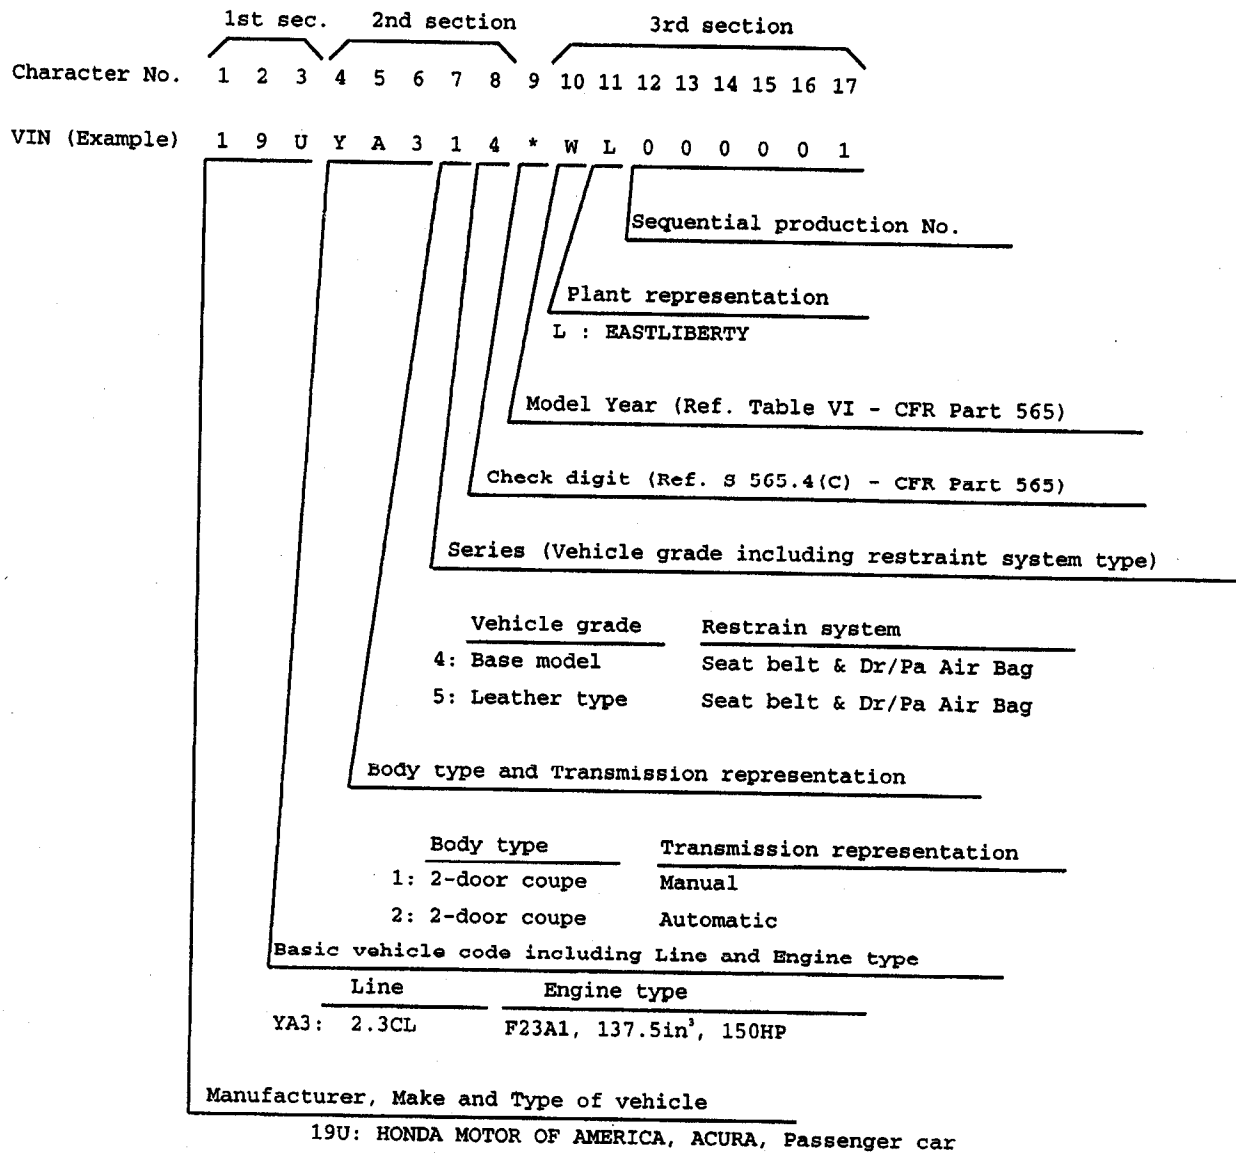 1st sec. 2nd section 3rd section
Character No. 1 2 3 4 5 6 7 8 9 10 11 12 13 14 15 16 17
VIN (Example) 1 9 U Y A 3 1 4 * W L 0 0 0 0 0 1
Sequential production No.
Plant representation
L : EASTLIBERTY
Model Year (Ref. Table VI - CFR Part 565)
Check digit (Ref. S 565.4(C) - CFR Part 565)
Series (Vehicle grade including restraint system type)
Vehicle grade Restrain system
4: Base model Seat belt & Dr/Pa Air Bag
5: Leather type Seat belt & Dr/Pa Air Bag
Body type and Transmission representation
Body type Transmission representation
1: 2-door coupe Manual
2: 2-door coupe Automatic
Basic vehicle code including Line and Engine type
Line Engine type
YA3: 2.3CL F23A1, 137.5in³, 150HP
Manufacturer, Make and Type of vehicle
19U: HONDA MOTOR OF AMERICA, ACURA, Passenger car